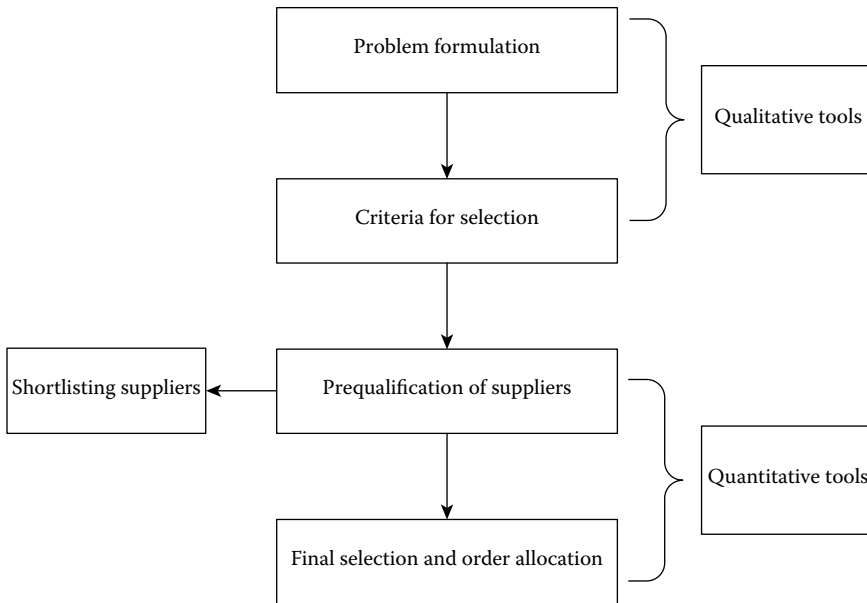 Problem formulation
Qualitative tools
Criteria for selection
Shortlisting suppliers
Prequalification of suppliers
Quantitative tools
Final selection and order allocation